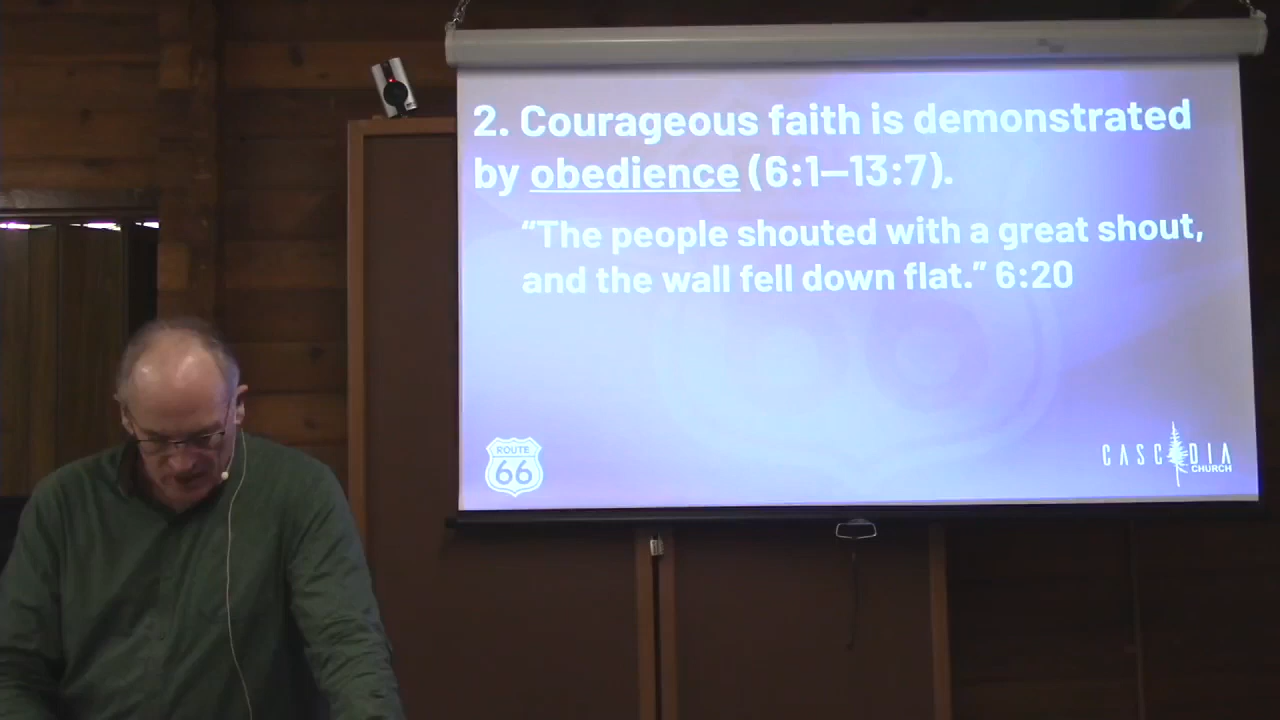 2. Courageous faith is demonstrated
by obedience (6:1–13:7).
“The people shouted with a great shout,
and the wall fell down flat.” 6:20
ROUTE
66
CASCADIA
CHURCH